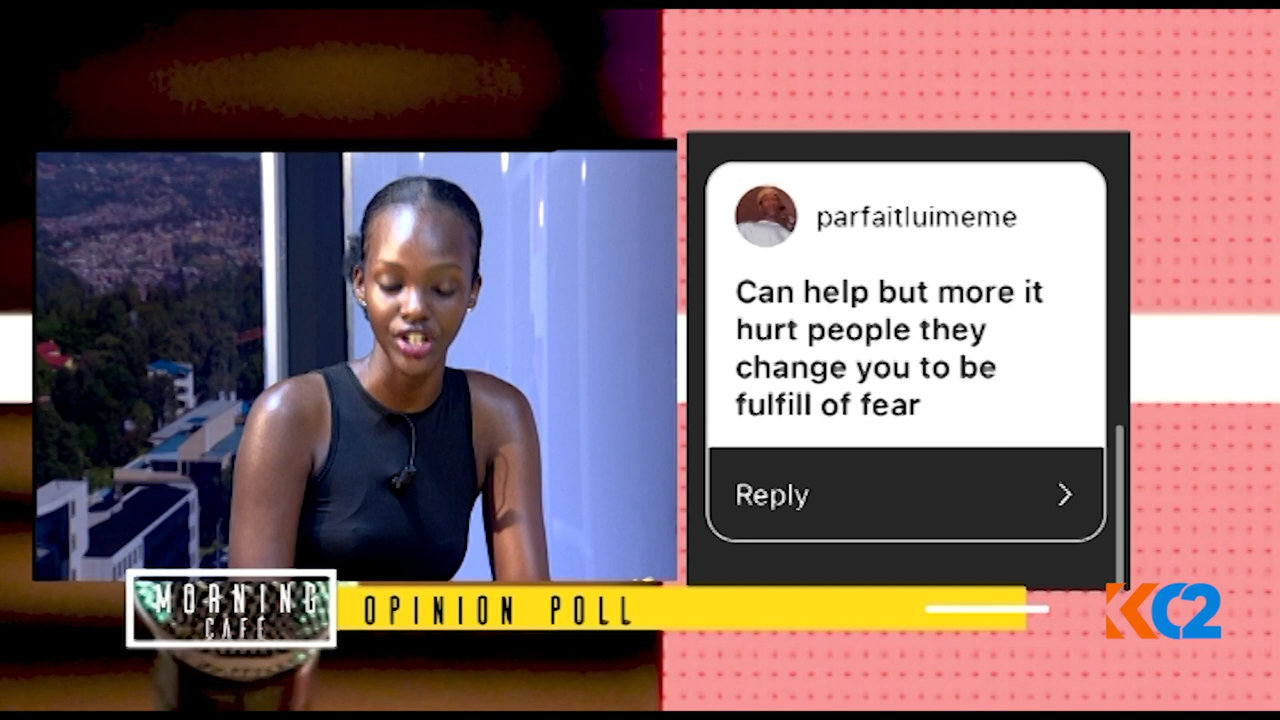 parfaitluimeme
Can help but more it
hurt people they
change you to be
fulfill of fear
Reply
MORNING
CAFÉ
OPINION POLL
KC2